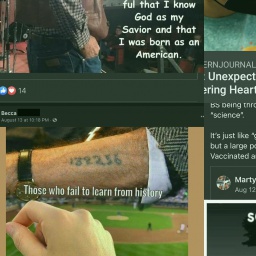 ful that I know
God as my
Savior and that
I was born as an
American.
14
Becca
August 13 at 10:18 PM
Those who fail to learn from history
ERNJOURNAL
Unexpect
ering Heart
BS being thro
"science".
It's just like "c
but a large po
Vaccinated a
Marty
Aug 12
S